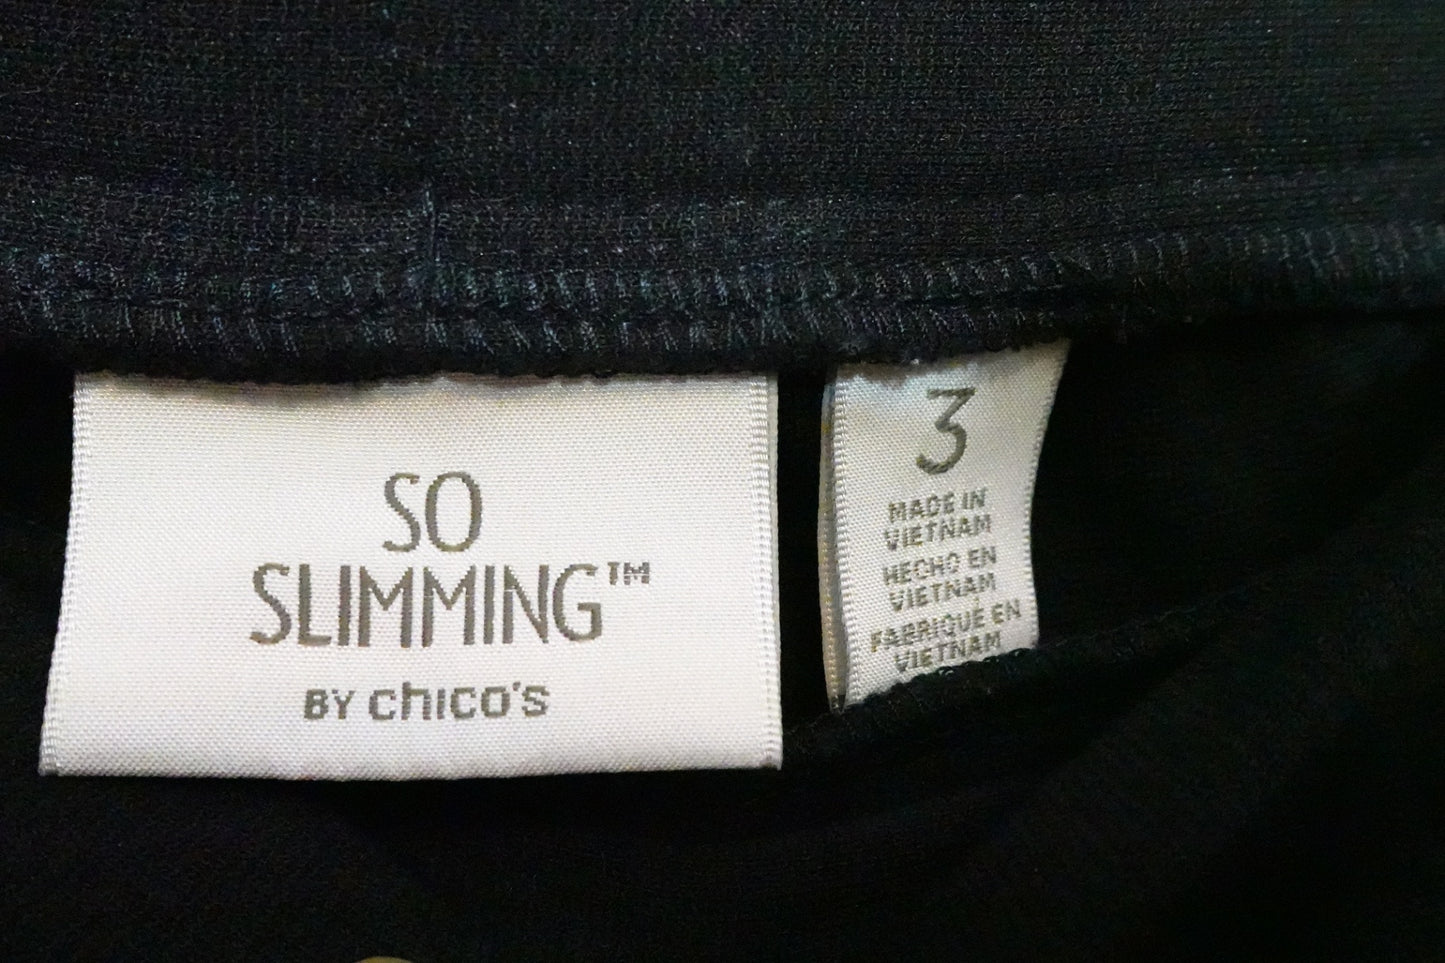 SO
SLIMMING™
BY chico's
3
MADE IN
VIETNAM
HECHO EN
VIETNAM
FABRIQUÉ EN
VIETNAM